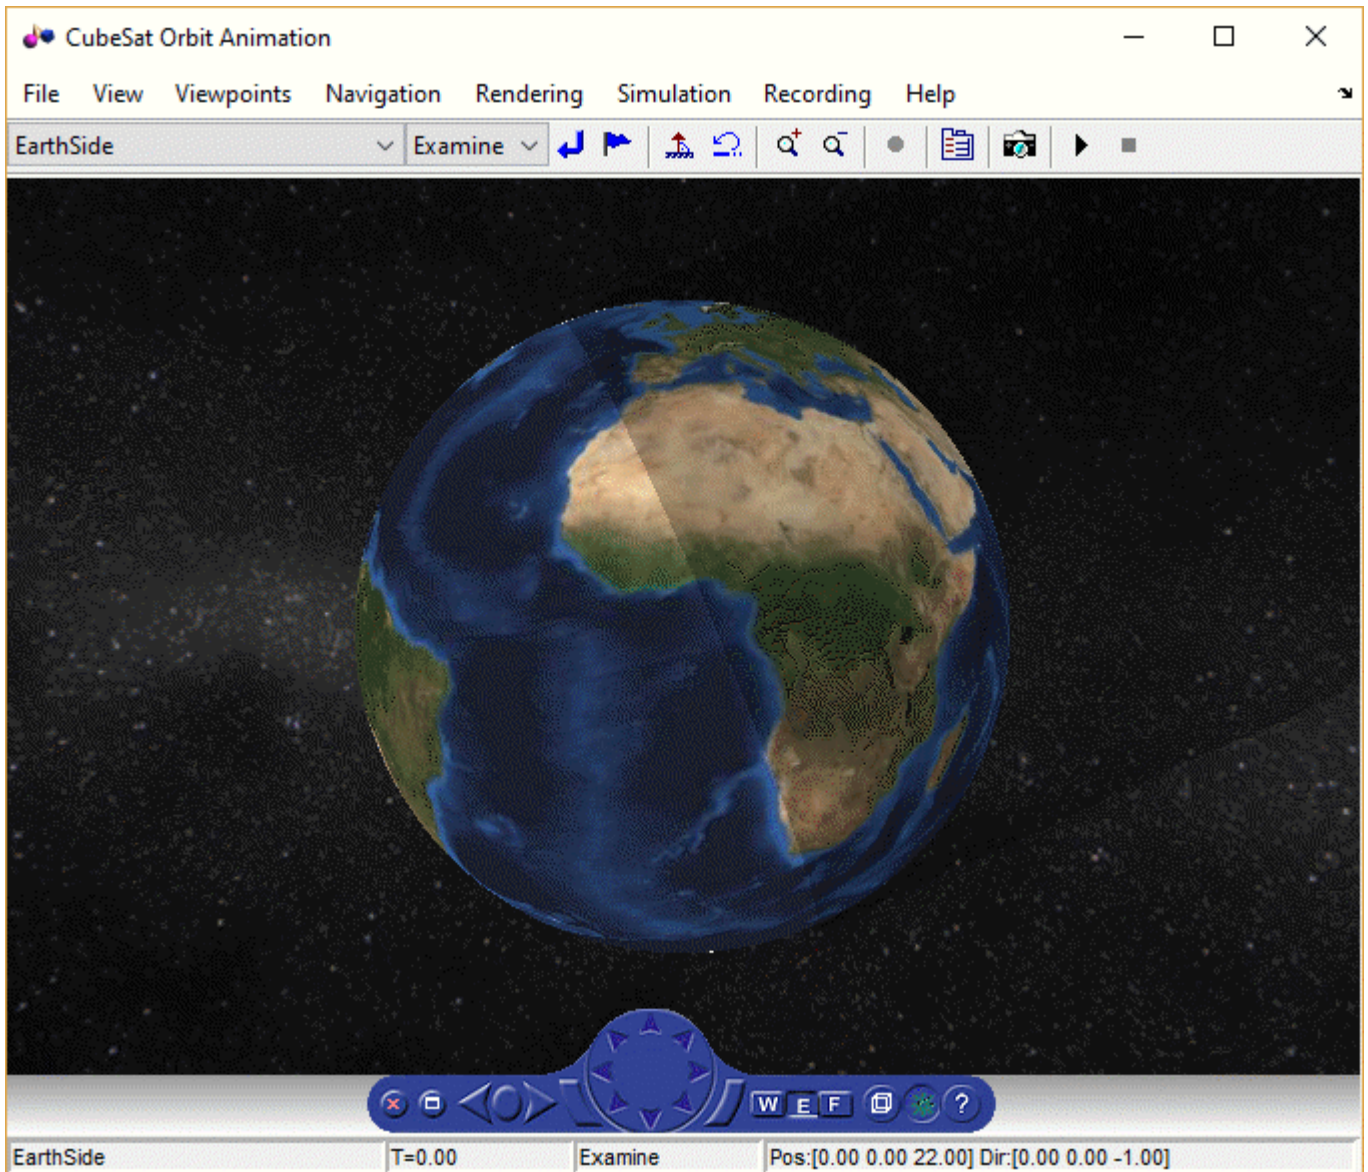 CubeSat Orbit Animation
File View Viewpoints Navigation Rendering Simulation Recording Help
EarthSide Examine
W E F ?
EarthSide T=0.00 Examine Pos:[0.00 0.00 22.00] Dir:[0.00 0.00 -1.00]